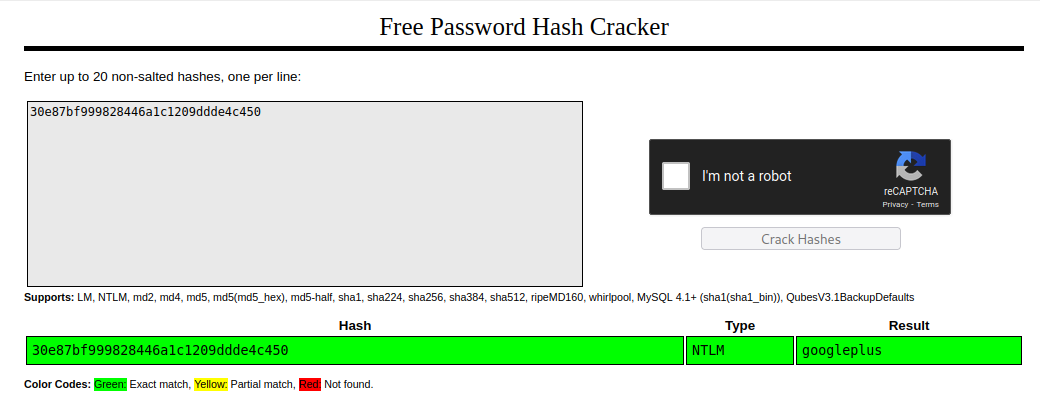 Free Password Hash Cracker
Enter up to 20 non-salted hashes, one per line:
30e87bf999828446a1c1209ddde4c450
I'm not a robot
reCAPTCHA
Privacy - Terms
Crack Hashes
Supports: LM, NTLM, md2, md4, md5, md5(md5_hex), md5-half, sha1, sha224, sha256, sha384, sha512, ripeMD160, whirlpool, MySQL 4.1+ (sha1(sha1_bin)), QubesV3.1BackupDefaults
Hash Type Result
30e87bf999828446a1c1209ddde4c450 NTLM googleplus
Color Codes: Green: Exact match, Yellow: Partial match, Red: Not found.